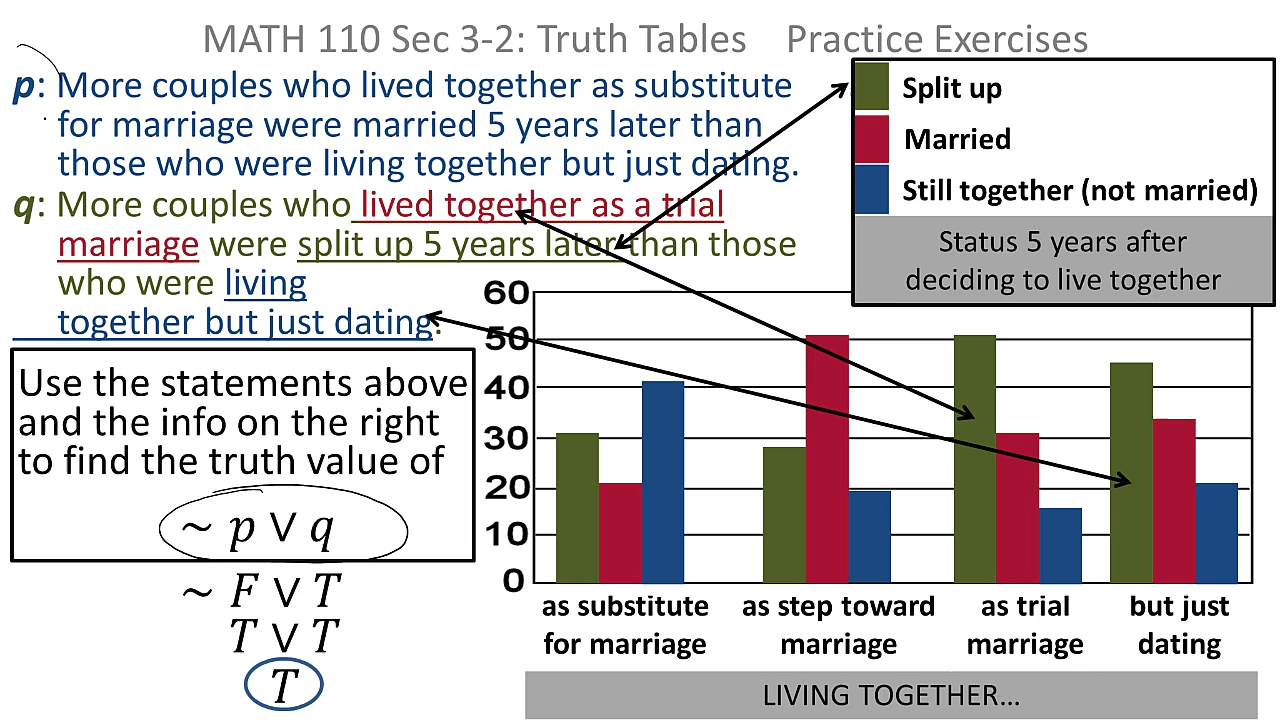 MATH 110 Sec 3-2: Truth Tables Practice Exercises
p: More couples who lived together as substitute
for marriage were married 5 years later than
those who were living together but just dating.
q: More couples who lived together as a trial
marriage were split up 5 years later than those
who were living
together but just dating.
Use the statements above
and the info on the right
to find the truth value of
~ p ∨ q
~ F ∨ T
T ∨ T
T
Split up
Married
Still together (not married)
Status 5 years after
deciding to live together
60
50
40
30
20
10
0
as substitute
for marriage
as step toward
marriage
as trial
marriage
but just
dating
LIVING TOGETHER…